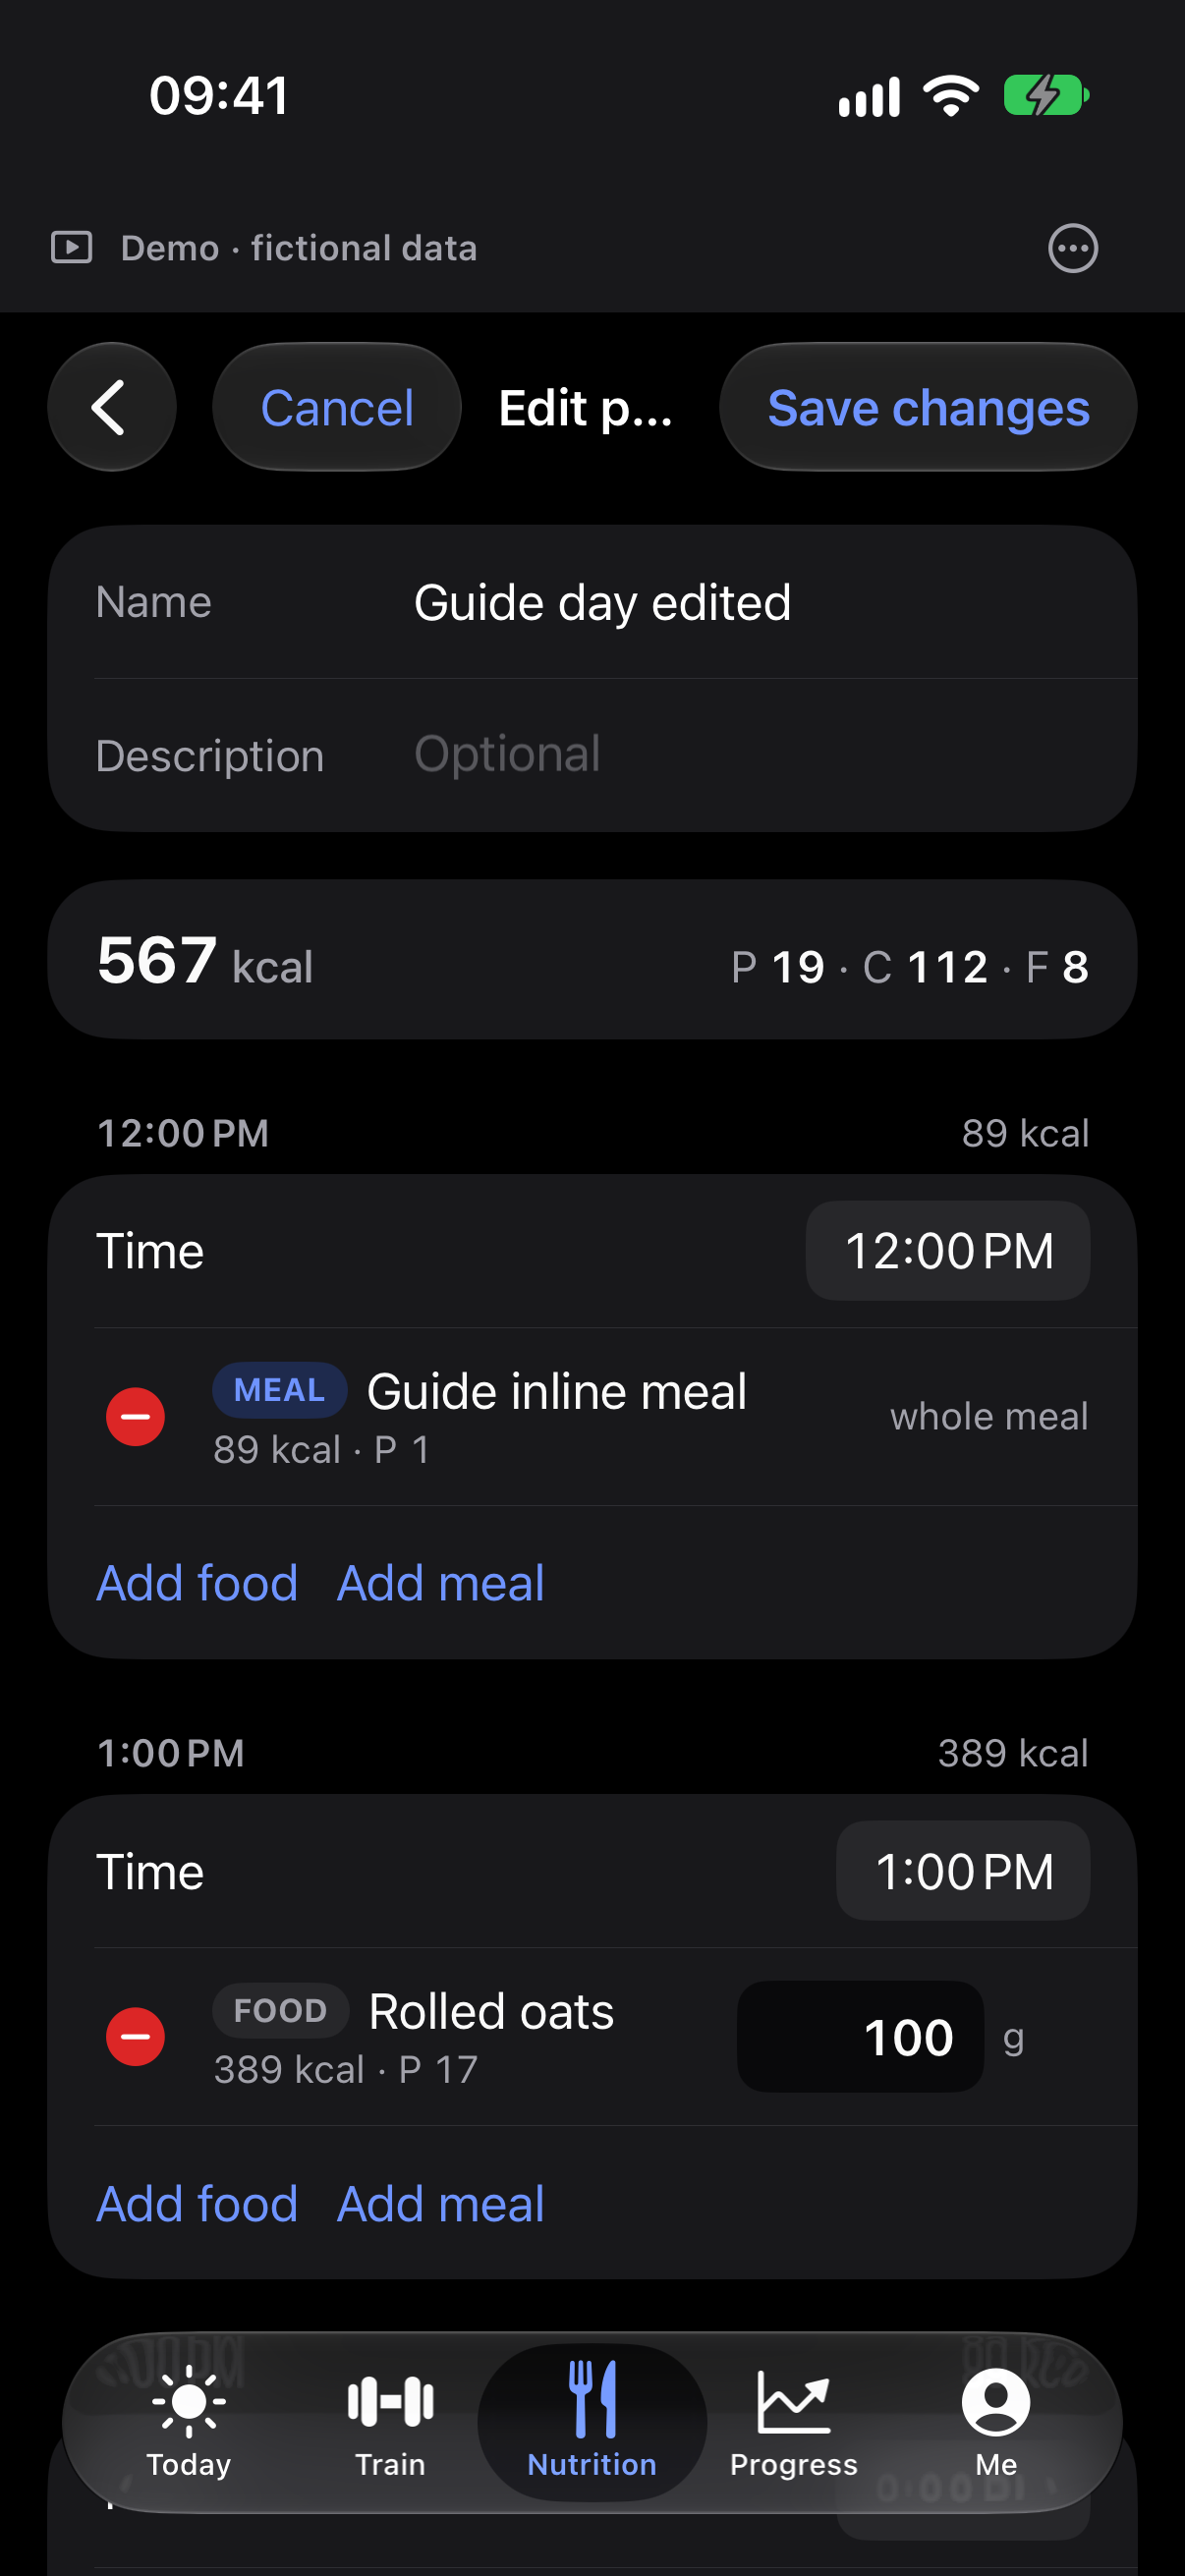 09:41
Demo · fictional data
Cancel
Edit p...
Save changes
Name
Guide day edited
Description
Optional
567 kcal
P 19 · C 112 · F 8
12:00 PM
89 kcal
Time
12:00 PM
MEAL Guide inline meal
89 kcal · P 1
whole meal
Add food
Add meal
1:00 PM
389 kcal
Time
1:00 PM
FOOD Rolled oats
389 kcal · P 17
100 g
Add food
Add meal
Today
Train
Nutrition
Progress
Me